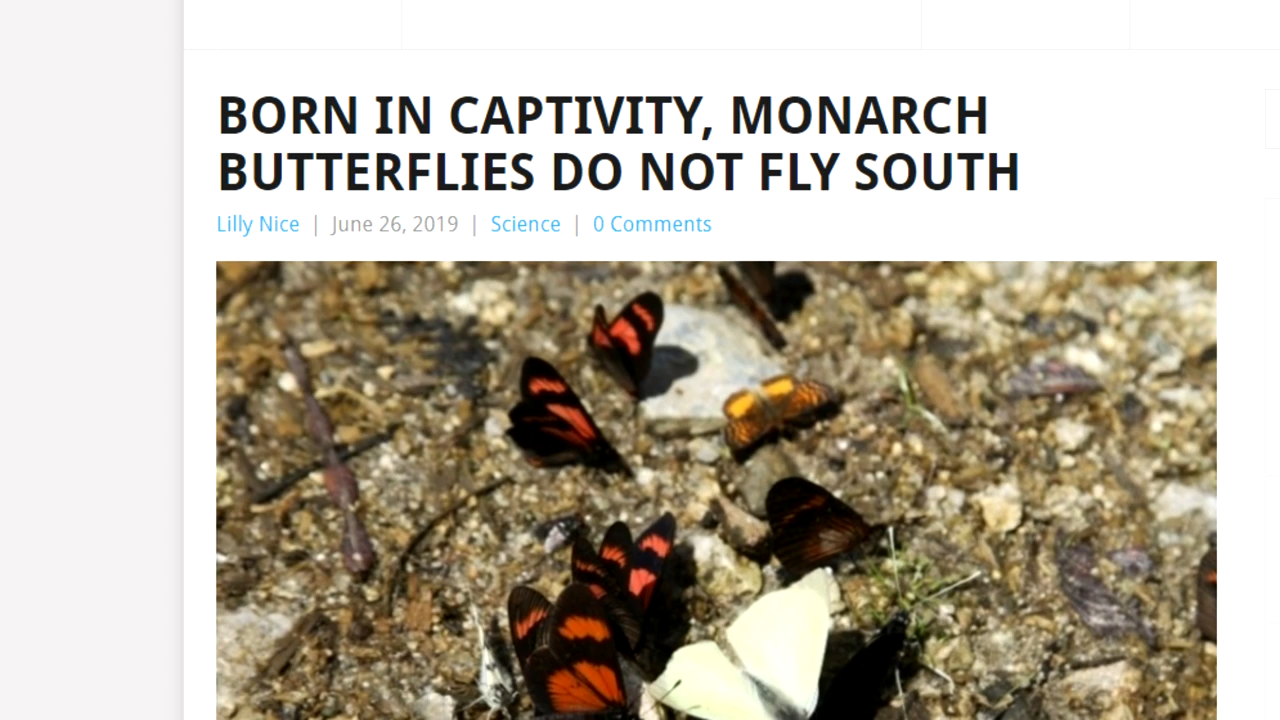 BORN IN CAPTIVITY, MONARCH
BUTTERFLIES DO NOT FLY SOUTH
Lilly Nice | June 26, 2019 | Science | 0 Comments